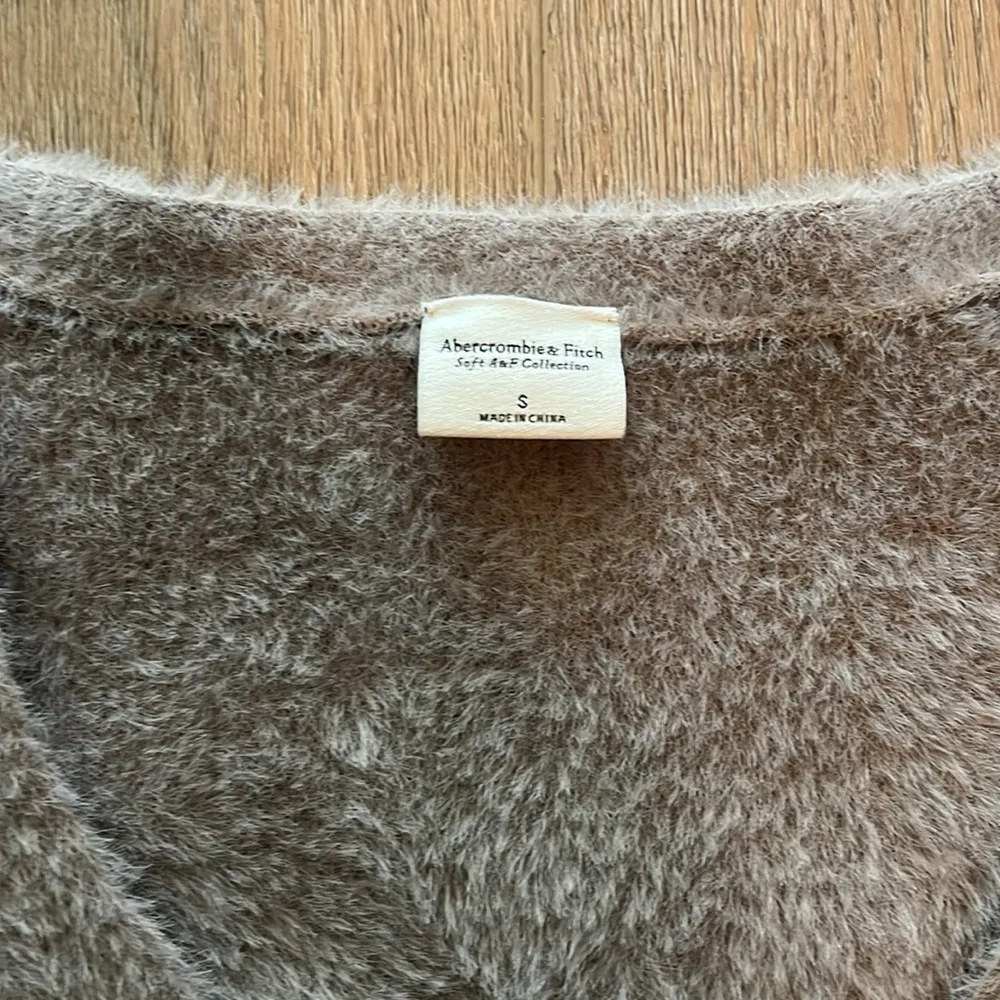 Abercrombie & Fitch
Soft A&F Collection
S
MADE IN CHINA